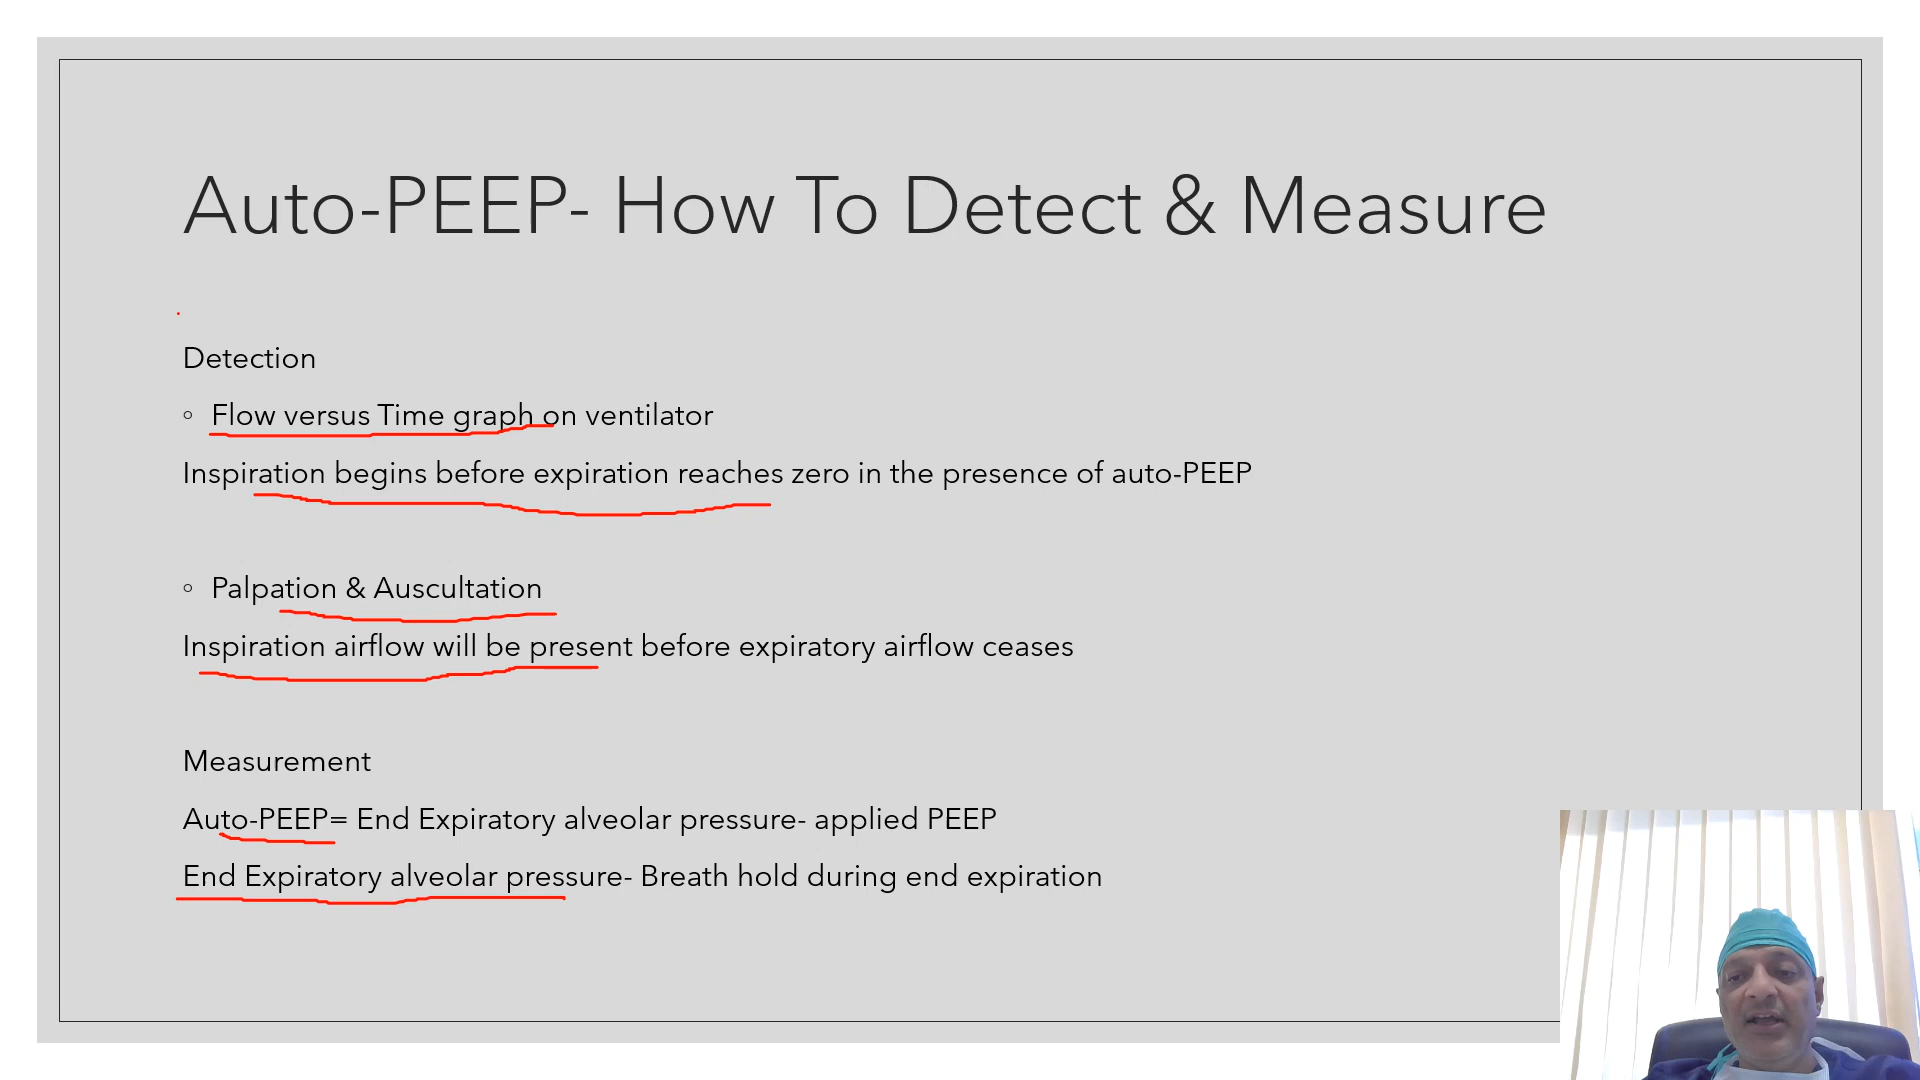 Auto-PEEP- How To Detect & Measure
Detection
◦ Flow versus Time graph on ventilator
Inspiration begins before expiration reaches zero in the presence of auto-PEEP
◦ Palpation & Auscultation
Inspiration airflow will be present before expiratory airflow ceases
Measurement
Auto-PEEP= End Expiratory alveolar pressure- applied PEEP
End Expiratory alveolar pressure- Breath hold during end expiration